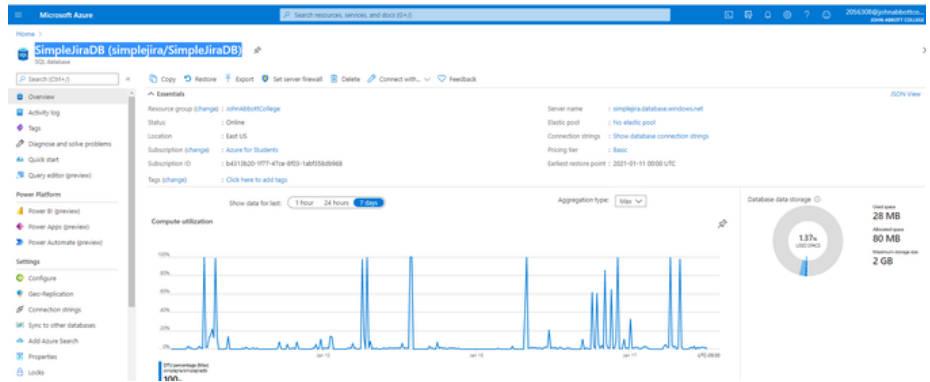 Microsoft Azure
Search resources, services, and docs (G+/)
2056308@johnabbottco...
JOHN ABBOTT COLLEGE
Home >
SimpleJiraDB (simplejira/SimpleJiraDB)
SQL database
Search (Ctrl+/)
Copy Restore Export Set server firewall Delete Connect with... Feedback
Overview
Activity log
Tags
Diagnose and solve problems
Quick start
Query editor (preview)
Power Platform
Power BI (preview)
Power Apps (preview)
Power Automate (preview)
Settings
Configure
Geo-Replication
Connection strings
Sync to other databases
Add Azure Search
Properties
Locks
Essentials
JSON View
Resource group (change) : JohnAbbottCollege
Status : Online
Location : East US
Subscription (change) : Azure for Students
Subscription ID
Tags (change) : Click here to add tags
Server name : simplejira.database.windows.net
Elastic pool : No elastic pool
Connection strings : Show database connection strings
Pricing tier : Basic
Earliest restore point : 2021-01-11 00:00 UTC
Show data for last: 1 hour 24 hours 7 days
Aggregation type: Max
Compute utilization
100%
80%
60%
40%
20%
0%
Jan 15 Jan 16 Jan 17 UTC-05:00
DTU percentage (Max)
simplejira/simplejiradb
100%
Database data storage
1.37%
USED SPACE
Used space
28 MB
Allocated space
80 MB
Maximum storage size
2 GB